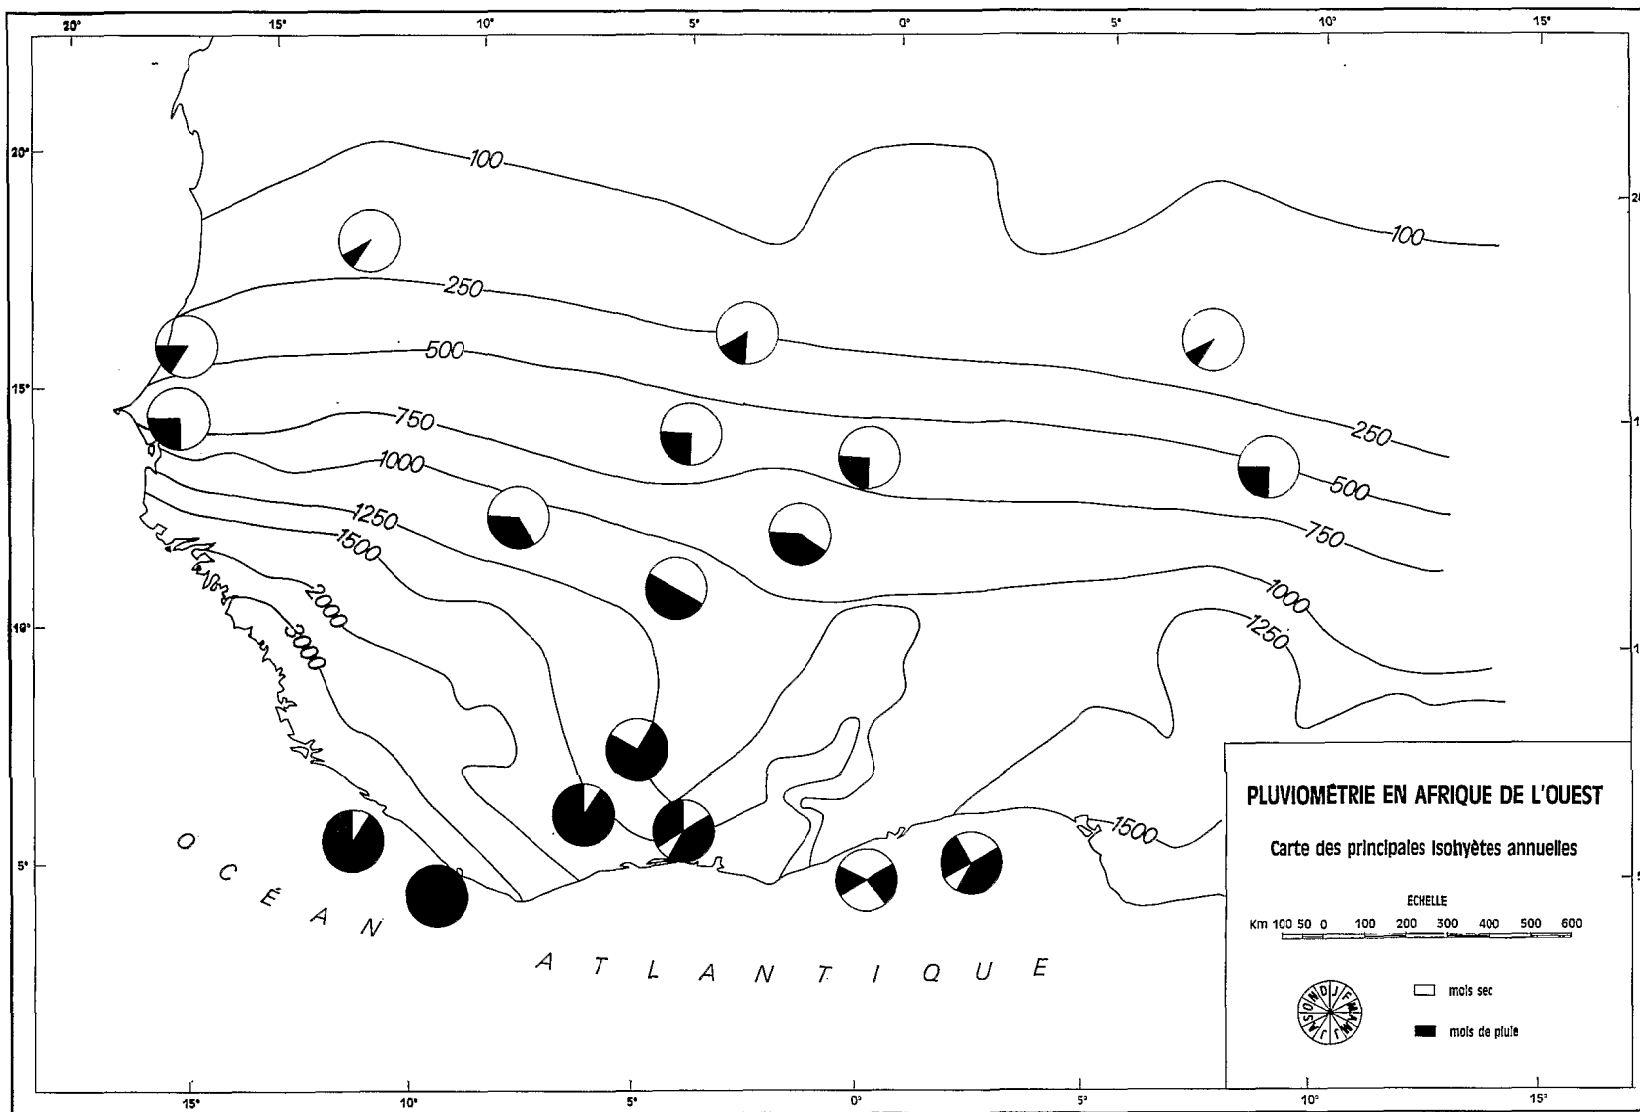 20° 15° 10° 5° 0° 5° 10° 15°
20°
100
100
250
15°
500
250
750
1000
500
1250
750
1500
2000
1000
10°
3000
1250
PLUVIOMÉTRIE EN AFRIQUE DE L'OUEST
1500
Carte des principales Isohyètes annuelles
5°
OCÉAN ATLANTIQUE
ECHELLE
Km 100 50 0 100 200 300 400 500 600
J F M A M J J A S O N D
mois sec
mois de pluie
15° 10° 5° 0° 5° 10° 15°